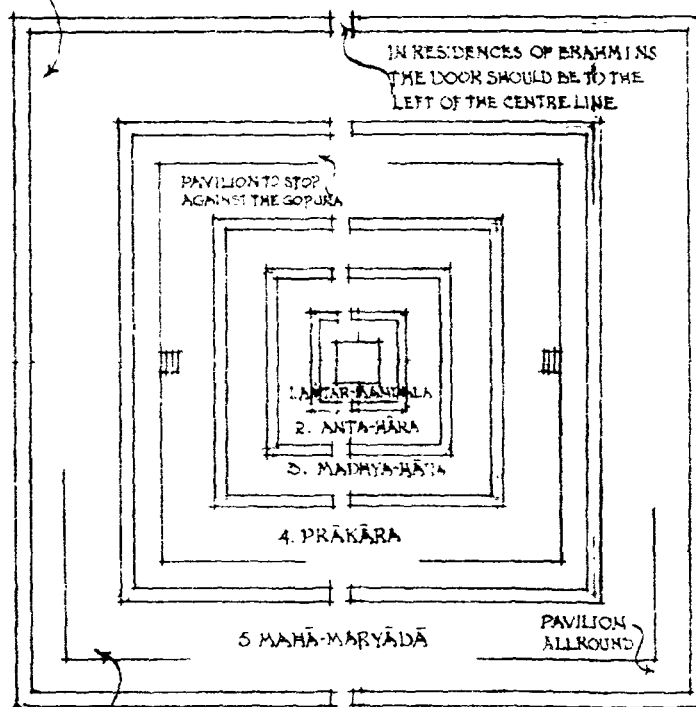 IN RESIDENCES OF BRAHMINS
THE DOOR SHOULD BE TO THE
LEFT OF THE CENTRE LINE
PAVILION TO STOP
AGAINST THE GOPURA
2. ANTA-HĀRA
3. MADHYA-HĀRA
4. PRĀKĀRA
5 MAHĀ-MARYĀDĀ
PAVILION
ALLROUND